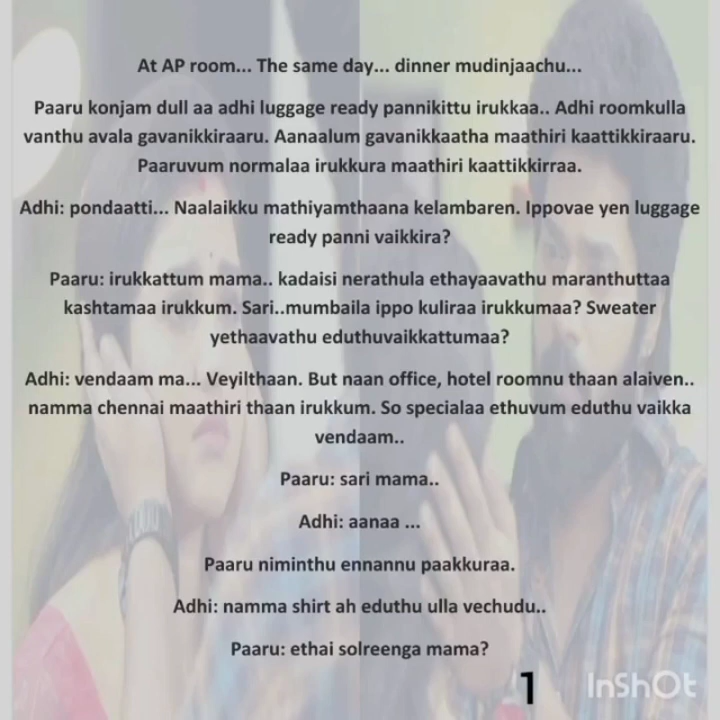 At AP room... The same day... dinner mudinjaachu...
Paaru konjam dull aa adhi luggage ready pannikittu irukkaa.. Adhi roomkulla
vanthu avala gavanikkiraaru. Aanaalum gavanikkaatha maathiri kaattikkiraaru.
Paaruvum normalaa irukkura maathiri kaattikkirraa.
Adhi: pondaatti... Naalaikku mathiyamthaana kelambaren. Ippovae yen luggage
ready panni vaikkira?
Paaru: irukkattum mama.. kadaisi nerathula ethayaavathu maranthuttaa
kashtamaa irukkum. Sari..mumbaila ippo kuliraa irukkumaa? Sweater
yethaavathu eduthuvaikkattumaa?
Adhi: vendaam ma... Veyilthaan. But naan office, hotel roomnu thaan alaiven..
namma chennai maathiri thaan irukkum. So specialaa ethuvum eduthu vaikka
vendaam..
Paaru: sari mama..
Adhi: aanaa ...
Paaru niminthu ennannu paakkuraa.
Adhi: namma shirt ah eduthu ulla vechudu..
Paaru: ethai solreenga mama?
1
InShOt